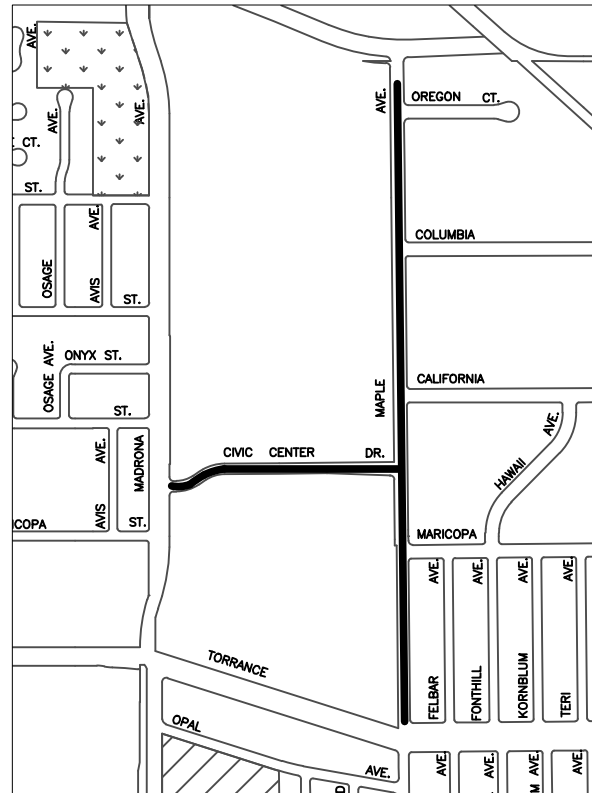 AVE.
AVE.
OREGON CT.
AVE.
AVE.
CT.
ST.
AVE.
COLUMBIA
OSAGE
AVIS
ST.
AVE.
ONYX ST.
CALIFORNIA
MAPLE
OSAGE
ST.
AVE.
HAWAII
AVE.
CIVIC CENTER DR.
MADRONA
AVIS
ST.
ICOPA
MARICOPA
AVE.
AVE.
AVE.
AVE.
TORRANCE
FELBAR
FONTHILL
KORNBLUM
TERI
OPAL
AVE.
AVE.
AVE.
AVE.